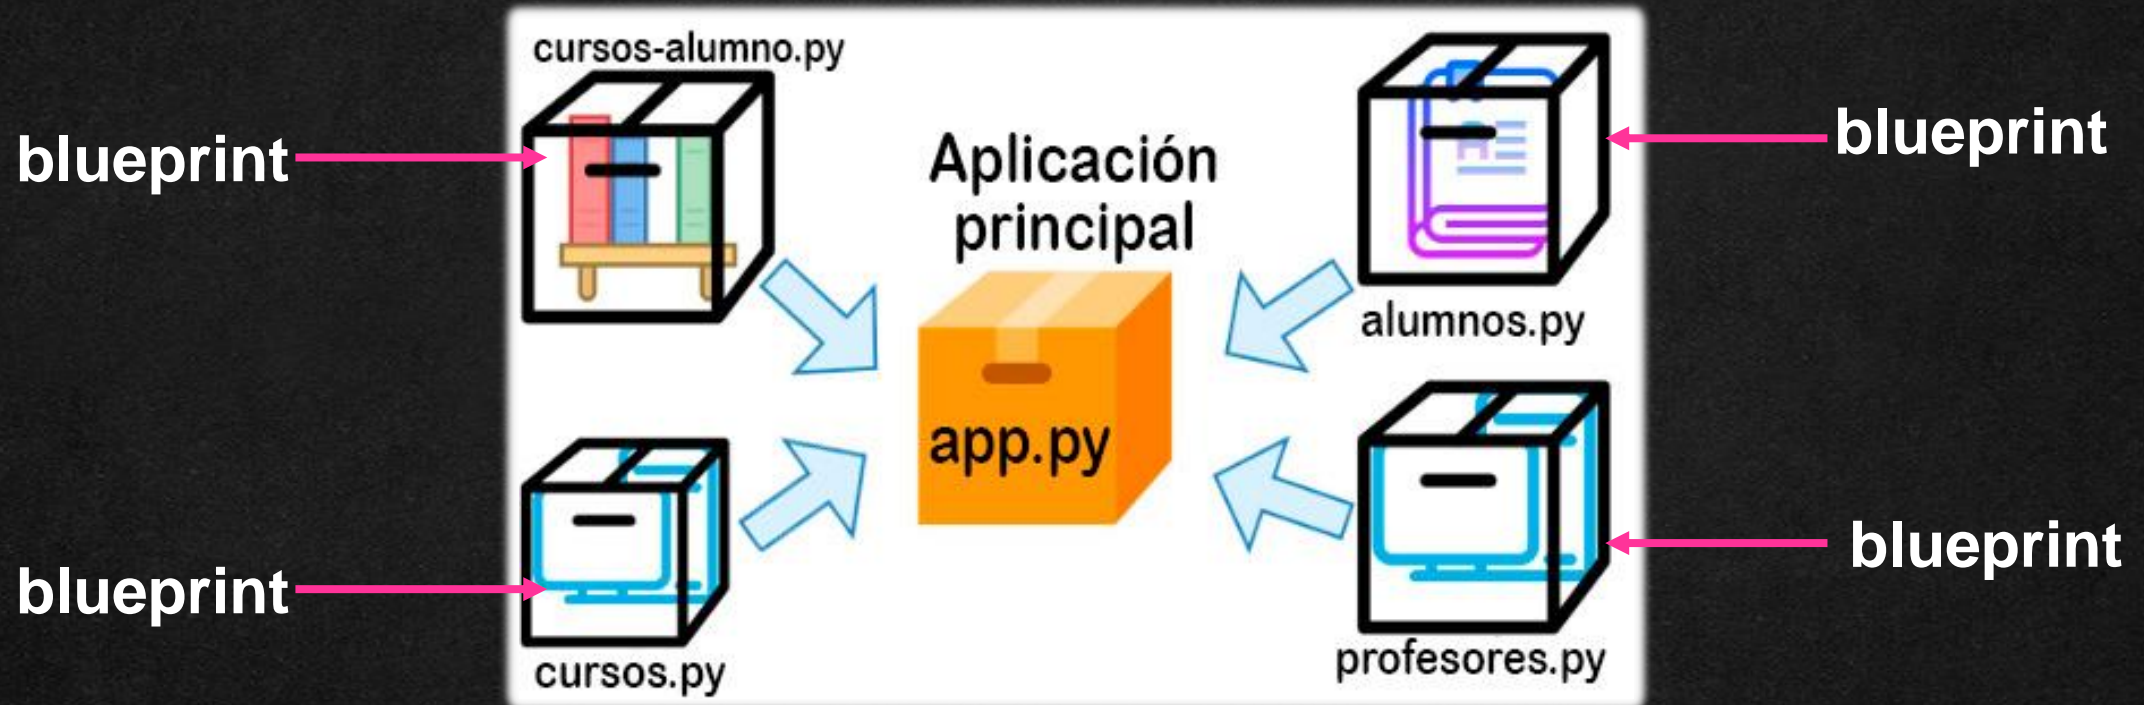 cursos-alumno.py
blueprint
blueprint
Aplicación
principal
alumnos.py
app.py
blueprint
blueprint
cursos.py
profesores.py